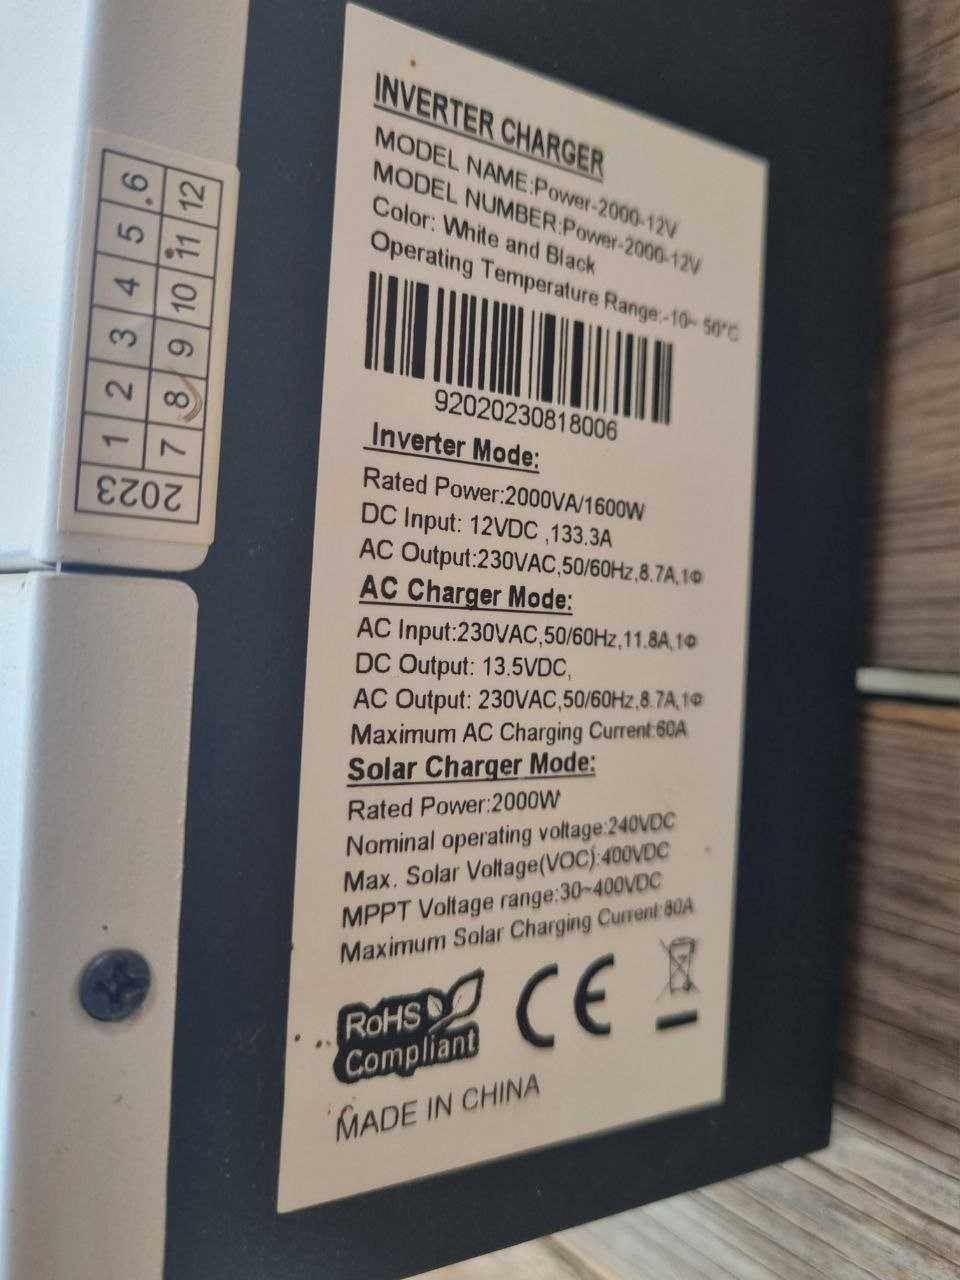 INVERTER CHARGER
MODEL NAME:Power-2000-12V
MODEL NUMBER:Power-2000-12V
Color: White and Black
Operating Temperature Range:-10~ 50°C
92020230818006
Inverter Mode:
Rated Power:2000VA/1600W
DC Input: 12VDC ,133.3A
AC Output:230VAC,50/60Hz,8.7A,1Φ
AC Charger Mode:
AC Input:230VAC,50/60Hz,11.8A,1Φ
DC Output: 13.5VDC,
AC Output: 230VAC,50/60Hz,8.7A,1Φ
Maximum AC Charging Current:60A
Solar Charger Mode:
Rated Power:2000W
Nominal operating voltage:240VDC
Max. Solar Voltage(VOC):400VDC
MPPT Voltage range:30~400VDC
Maximum Solar Charging Current:80A
RoHS
Compliant
CE
MADE IN CHINA
2023
1 2 3 4 5 6
7 8 9 10 11 12